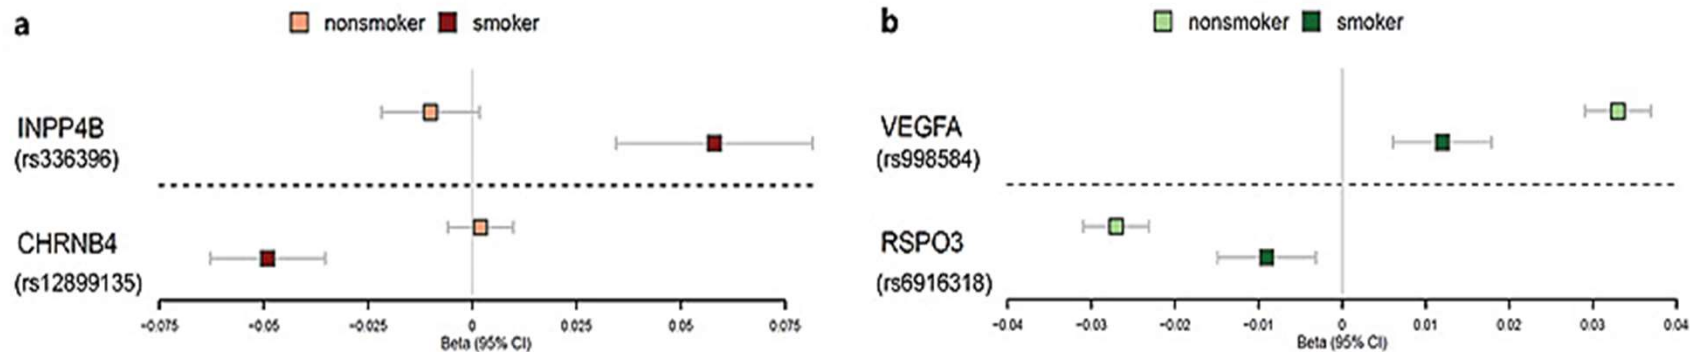 a
nonsmoker smoker
INPP4B
(rs336396)
CHRNB4
(rs12899135)
-0.075 -0.05 -0.025 0 0.025 0.05 0.075
Beta (95% CI)
b
nonsmoker smoker
VEGFA
(rs998584)
RSPO3
(rs6916318)
-0.04 -0.03 -0.02 -0.01 0 0.01 0.02 0.03 0.04
Beta (95% CI)